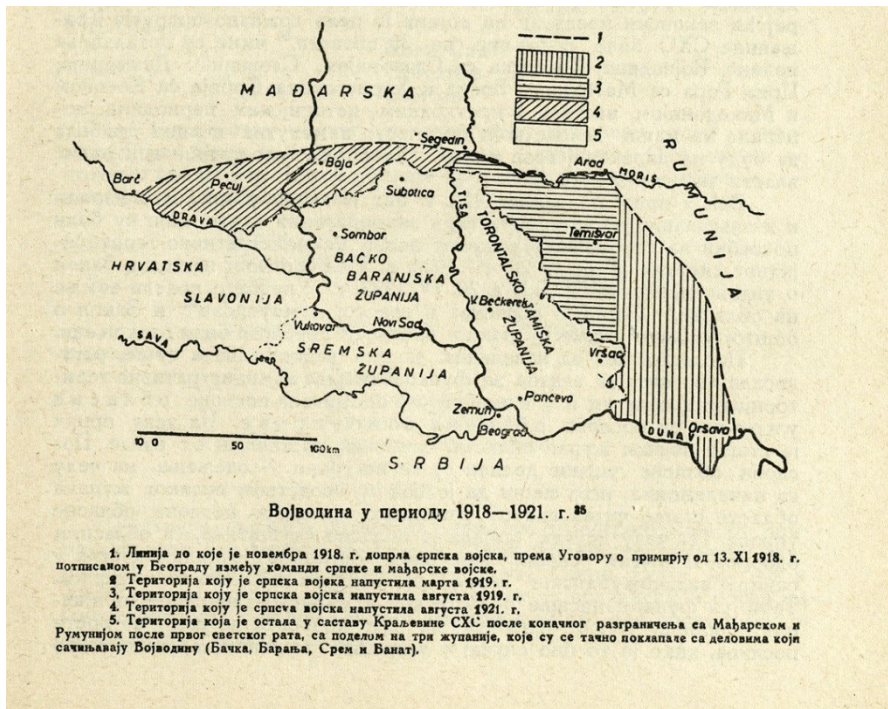 1
2
3
4
5
MAĐARSKA
RUMUNIJA
Segedin
Arad
MORIŠ
Barč
Pečuj
Baja
Subotica
TISA
DRAVA
Sombor
Temišvar
TORONTALSKO
TAMIŠKA
ŽUPANIJA
BAČKO
BARANJSKA
ŽUPANIJA
HRVATSKA
SLAVONIJA
V. Bečkerek
Vukovar
Novi Sad
Vršac
SAVA
SREMSKA
ŽUPANIJA
Pančevo
Zemun
Beograd
DUNAV
Oršava
10 0 50 100km
SRBIJA
Војводина у периоду 1918—1921. г. 35
1. Линија до које је новембра 1918. г. допрла српска војска, према Уговору о примирју од 13. XI 1918. г.
потписаном у Београду између команди српске и мађарске војске.
2 Територија коју је српска војска напустила марта 1919. г.
3, Територија коју је српска војска напустила августа 1919. г.
4. Територија коју је српска војска напустила августа 1921. г.
5. Територија која је остала у саставу Краљевине СХС после коначног разграничења са Мађарском и
Румунијом после првог светског рата, са поделом на три жупаније, које су се тачно поклапале са деловима који
сачињавају Војводину (Бачка, Барања, Срем и Банат).